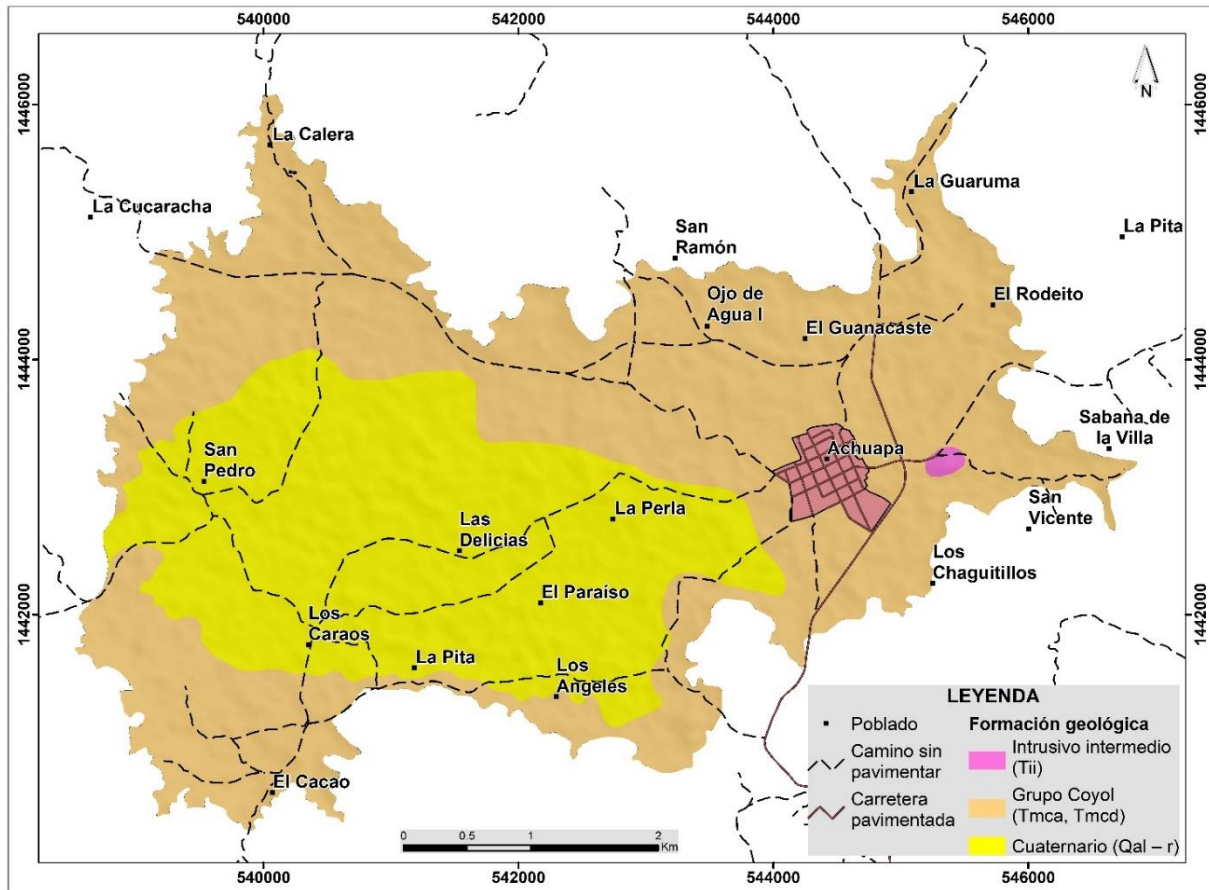 540000
542000
544000
546000
1446000
1446000
N
La Calera
La Cucaracha
La Guaruma
La Pita
San
Ramón
El Rodeito
Ojo de
Agua I
El Guanacaste
1444000
1444000
Sabana de
la Villa
San
Pedro
Achuapa
San
Vicente
La Perla
Las
Delicias
Los
Chaguitillos
El Paraíso
1442000
1442000
Los
Caraos
La Pita
Los
Angeles
El Cacao
LEYENDA
Poblado
Camino sin
pavimentar
Carretera
pavimentada
Formación geológica
Intrusivo intermedio
(Tii)
Grupo Coyol
(Tmca, Tmcd)
Cuaternario (Qal – r)
0 0.5 1 2
Km
540000
542000
544000
546000